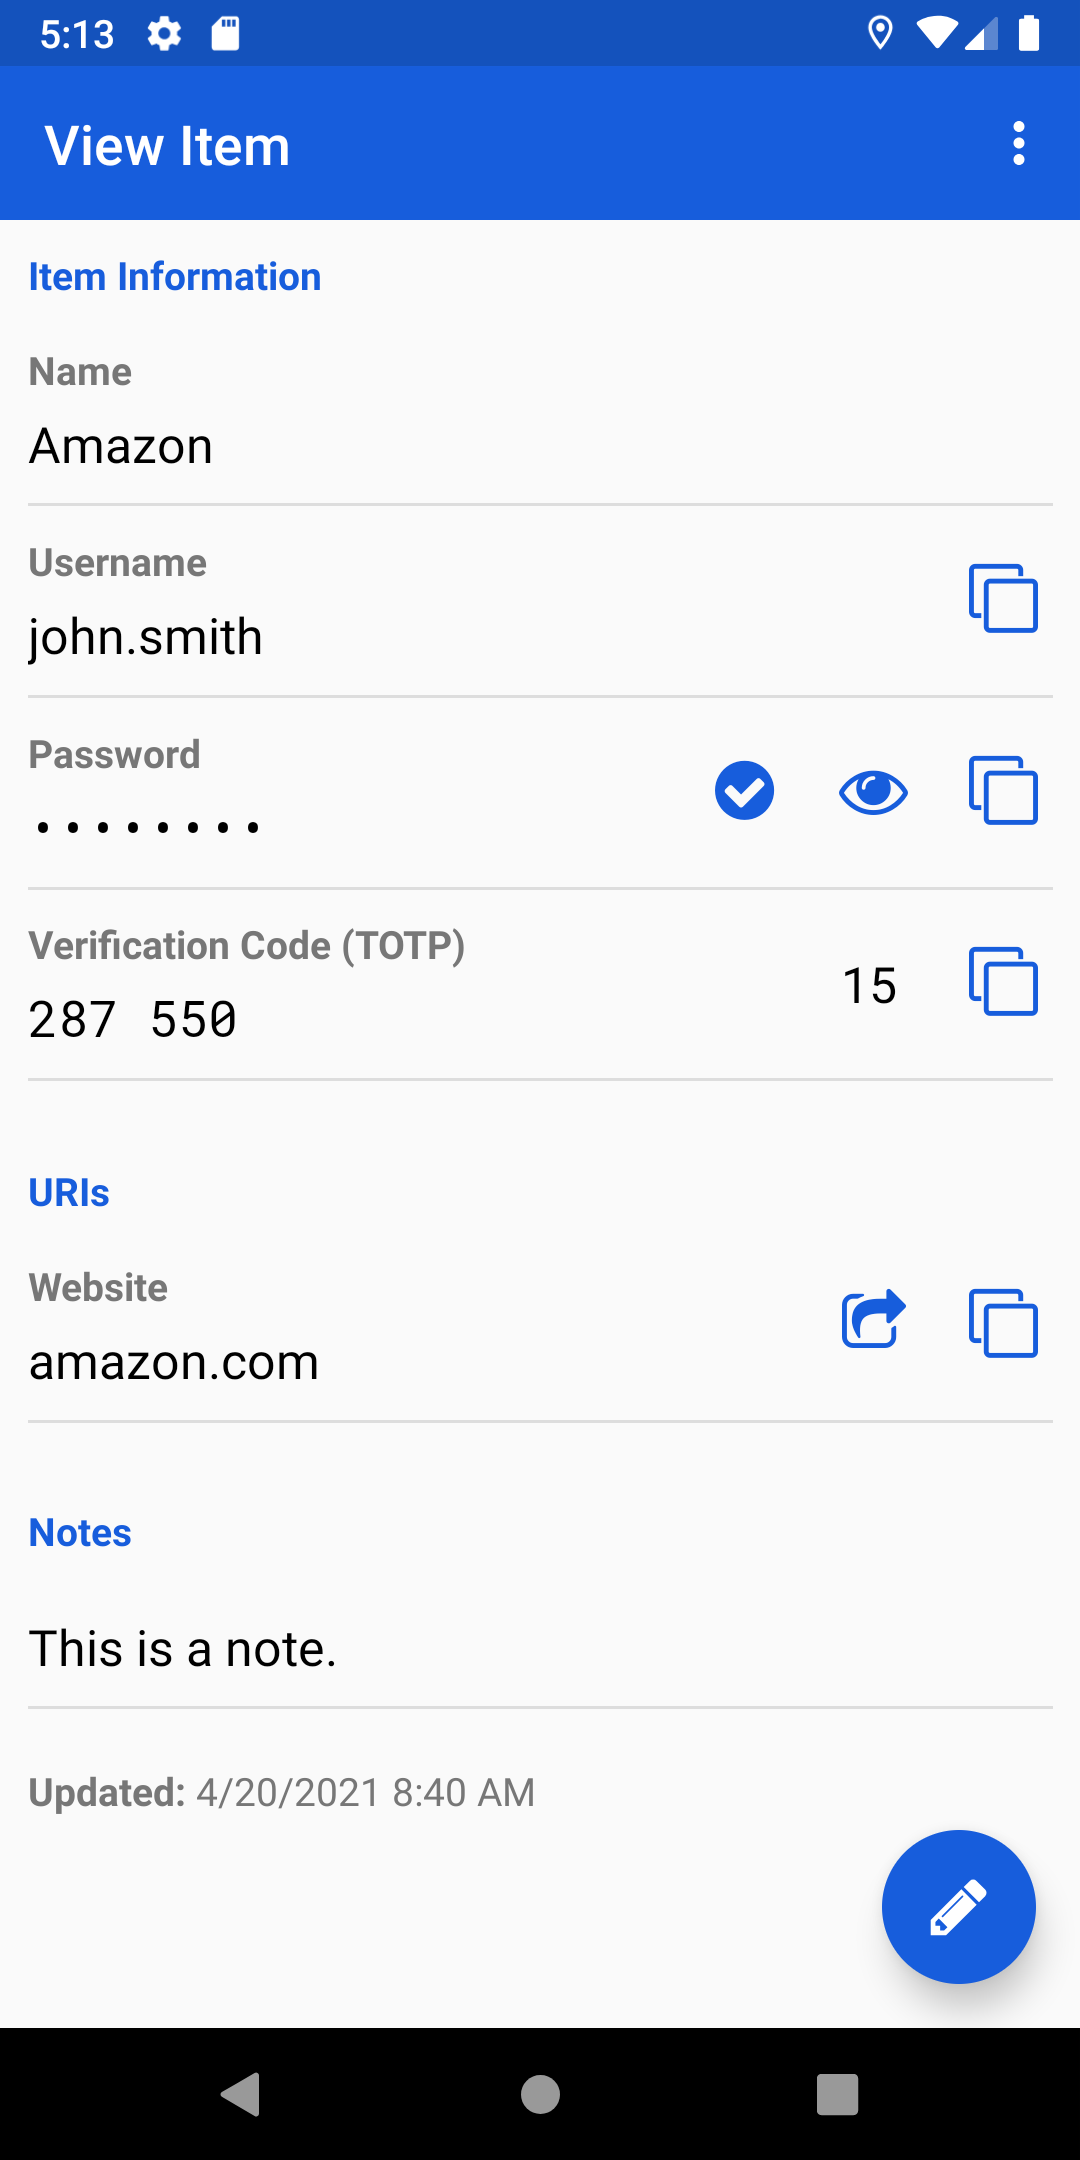 5:13
View Item
Item Information
Name
Amazon
Username
john.smith
Password
••••••••
Verification Code (TOTP)
287 550
15
URIs
Website
amazon.com
Notes
This is a note.
Updated: 4/20/2021 8:40 AM